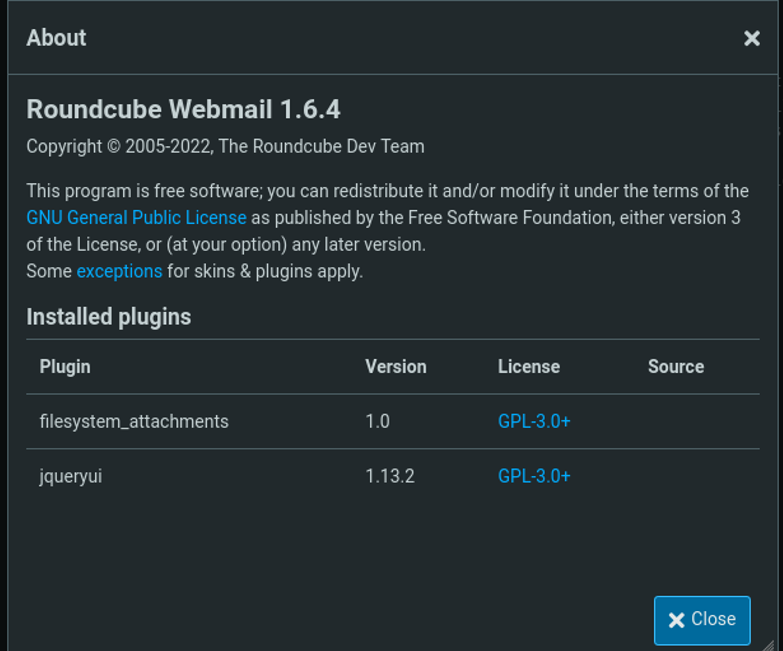 About
Roundcube Webmail 1.6.4
Copyright © 2005-2022, The Roundcube Dev Team
This program is free software; you can redistribute it and/or modify it under the terms of the
GNU General Public License as published by the Free Software Foundation, either version 3
of the License, or (at your option) any later version.
Some exceptions for skins & plugins apply.
Installed plugins
Plugin Version License Source
filesystem_attachments 1.0 GPL-3.0+
jqueryui 1.13.2 GPL-3.0+
Close